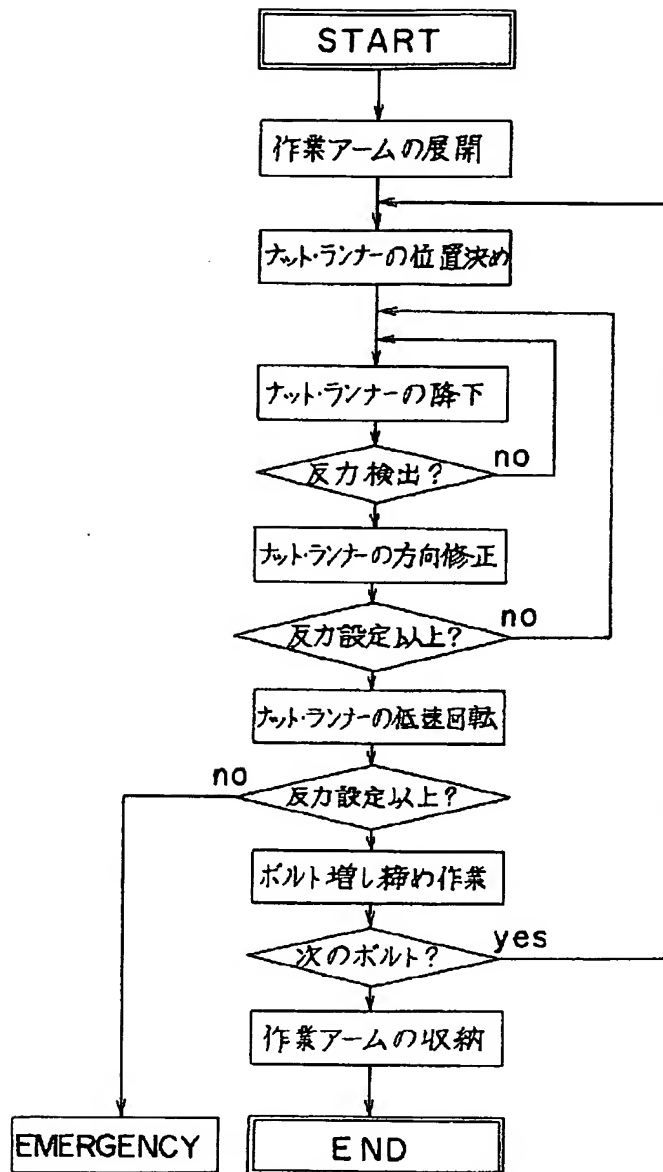 START
作業アームの展開
ナット・ランナーの位置決め
ナット・ランナーの降下
反力検出?
no
ナット・ランナーの方向修正
反力設定以上?
no
ナット・ランナーの低速回転
no
反力設定以上?
ボルト増し締め作業
次のボルト?
yes
作業アームの収納
EMERGENCY
END